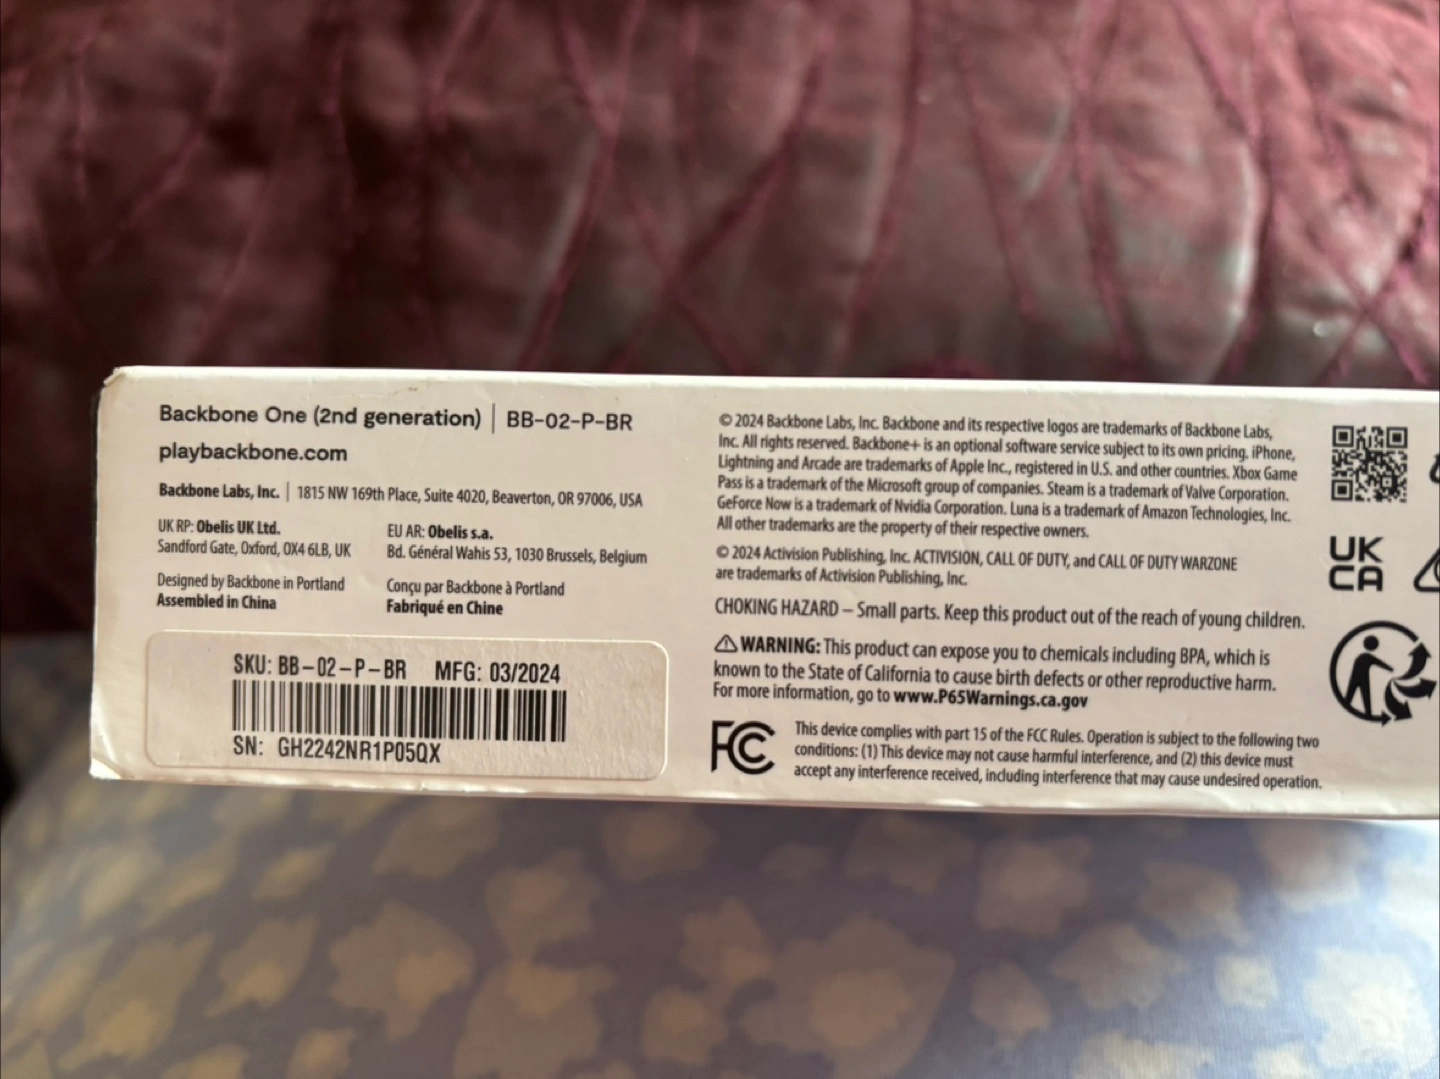 Backbone One (2nd generation) | BB-02-P-BR
playbackbone.com
Backbone Labs, Inc. | 1815 NW 169th Place, Suite 4020, Beaverton, OR 97006, USA
UK RP: Obelis UK Ltd.
Sandford Gate, Oxford, OX4 6LB, UK
EU AR: Obelis s.a.
Bd. Général Wahis 53, 1030 Brussels, Belgium
Designed by Backbone in Portland
Assembled in China
Conçu par Backbone à Portland
Fabriqué en Chine
SKU: BB-02-P-BR MFG: 03/2024
SN: GH2242NR1P05QX
© 2024 Backbone Labs, Inc. Backbone and its respective logos are trademarks of Backbone Labs,
Inc. All rights reserved. Backbone+ is an optional software service subject to its own pricing. iPhone,
Lightning and Arcade are trademarks of Apple Inc., registered in U.S. and other countries. Xbox Game
Pass is a trademark of the Microsoft group of companies. Steam is a trademark of Valve Corporation.
GeForce Now is a trademark of Nvidia Corporation. Luna is a trademark of Amazon Technologies, Inc.
All other trademarks are the property of their respective owners.
© 2024 Activision Publishing, Inc. ACTIVISION, CALL OF DUTY, and CALL OF DUTY WARZONE
are trademarks of Activision Publishing, Inc.
CHOKING HAZARD – Small parts. Keep this product out of the reach of young children.
⚠ WARNING: This product can expose you to chemicals including BPA, which is
known to the State of California to cause birth defects or other reproductive harm.
For more information, go to www.P65Warnings.ca.gov
FC
This device complies with part 15 of the FCC Rules. Operation is subject to the following two
conditions: (1) This device may not cause harmful interference, and (2) this device must
accept any interference received, including interference that may cause undesired operation.
UK
CA